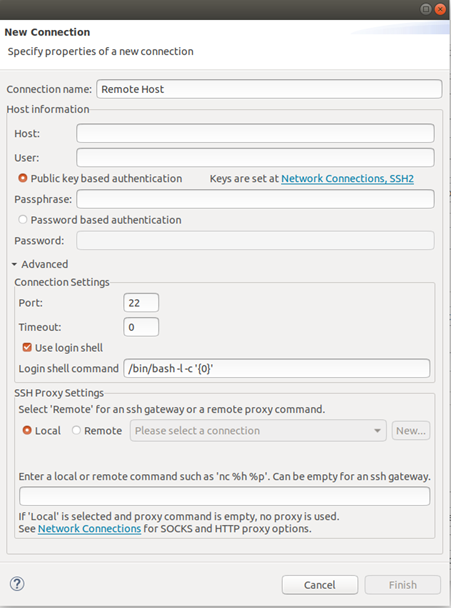 New Connection
Specify properties of a new connection
Connection name: Remote Host
Host information
Host:
User:
Public key based authentication Keys are set at Network Connections, SSH2
Passphrase:
Password based authentication
Password:
Advanced
Connection Settings
Port: 22
Timeout: 0
Use login shell
Login shell command /bin/bash -l -c '{0}'
SSH Proxy Settings
Select 'Remote' for an ssh gateway or a remote proxy command.
Local Remote Please select a connection New...
Enter a local or remote command such as 'nc %h %p'. Can be empty for an ssh gateway.
If 'Local' is selected and proxy command is empty, no proxy is used.
See Network Connections for SOCKS and HTTP proxy options.
? Cancel Finish